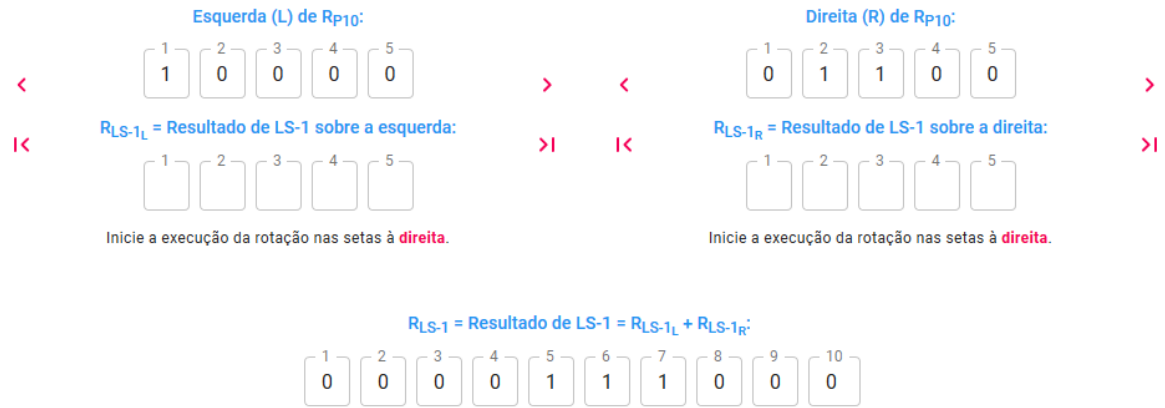 Esquerda (L) de RP10:
1 2 3 4 5
1 0 0 0 0
RLS-1L = Resultado de LS-1 sobre a esquerda:
1 2 3 4 5
Inicie a execução da rotação nas setas à direita.
Direita (R) de RP10:
1 2 3 4 5
0 1 1 0 0
RLS-1R = Resultado de LS-1 sobre a direita:
1 2 3 4 5
Inicie a execução da rotação nas setas à direita.
RLS-1 = Resultado de LS-1 = RLS-1L + RLS-1R:
1 2 3 4 5 6 7 8 9 10
0 0 0 0 1 1 1 0 0 0